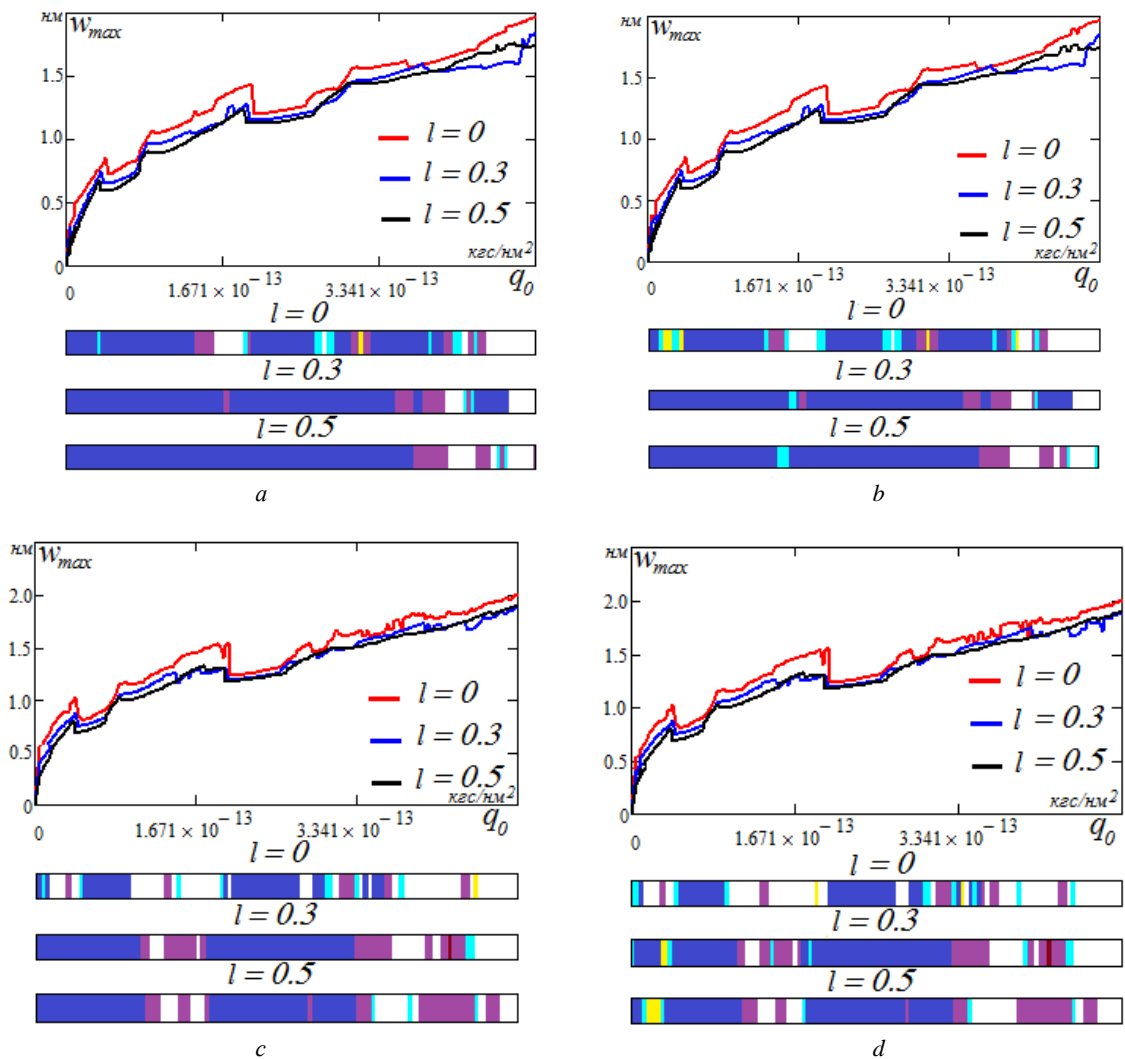 нм
w_max
1.5
1.0
0.5
0
l = 0
l = 0.3
l = 0.5
кгс/нм²
0
1.671 × 10⁻¹³
3.341 × 10⁻¹³
q₀
l = 0
l = 0.3
l = 0.5
a
нм
w_max
1.5
1.0
0.5
0
l = 0
l = 0.3
l = 0.5
кгс/нм²
0
1.671 × 10⁻¹³
3.341 × 10⁻¹³
q₀
l = 0
l = 0.3
l = 0.5
b
нм
w_max
2.0
1.5
1.0
0.5
0
l = 0
l = 0.3
l = 0.5
кгс/нм²
0
1.671 × 10⁻¹³
3.341 × 10⁻¹³
q₀
l = 0
l = 0.3
l = 0.5
c
нм
w_max
2.0
1.5
1.0
0.5
0
l = 0
l = 0.3
l = 0.5
кгс/нм²
0
1.671 × 10⁻¹³
3.341 × 10⁻¹³
q₀
l = 0
l = 0.3
l = 0.5
d